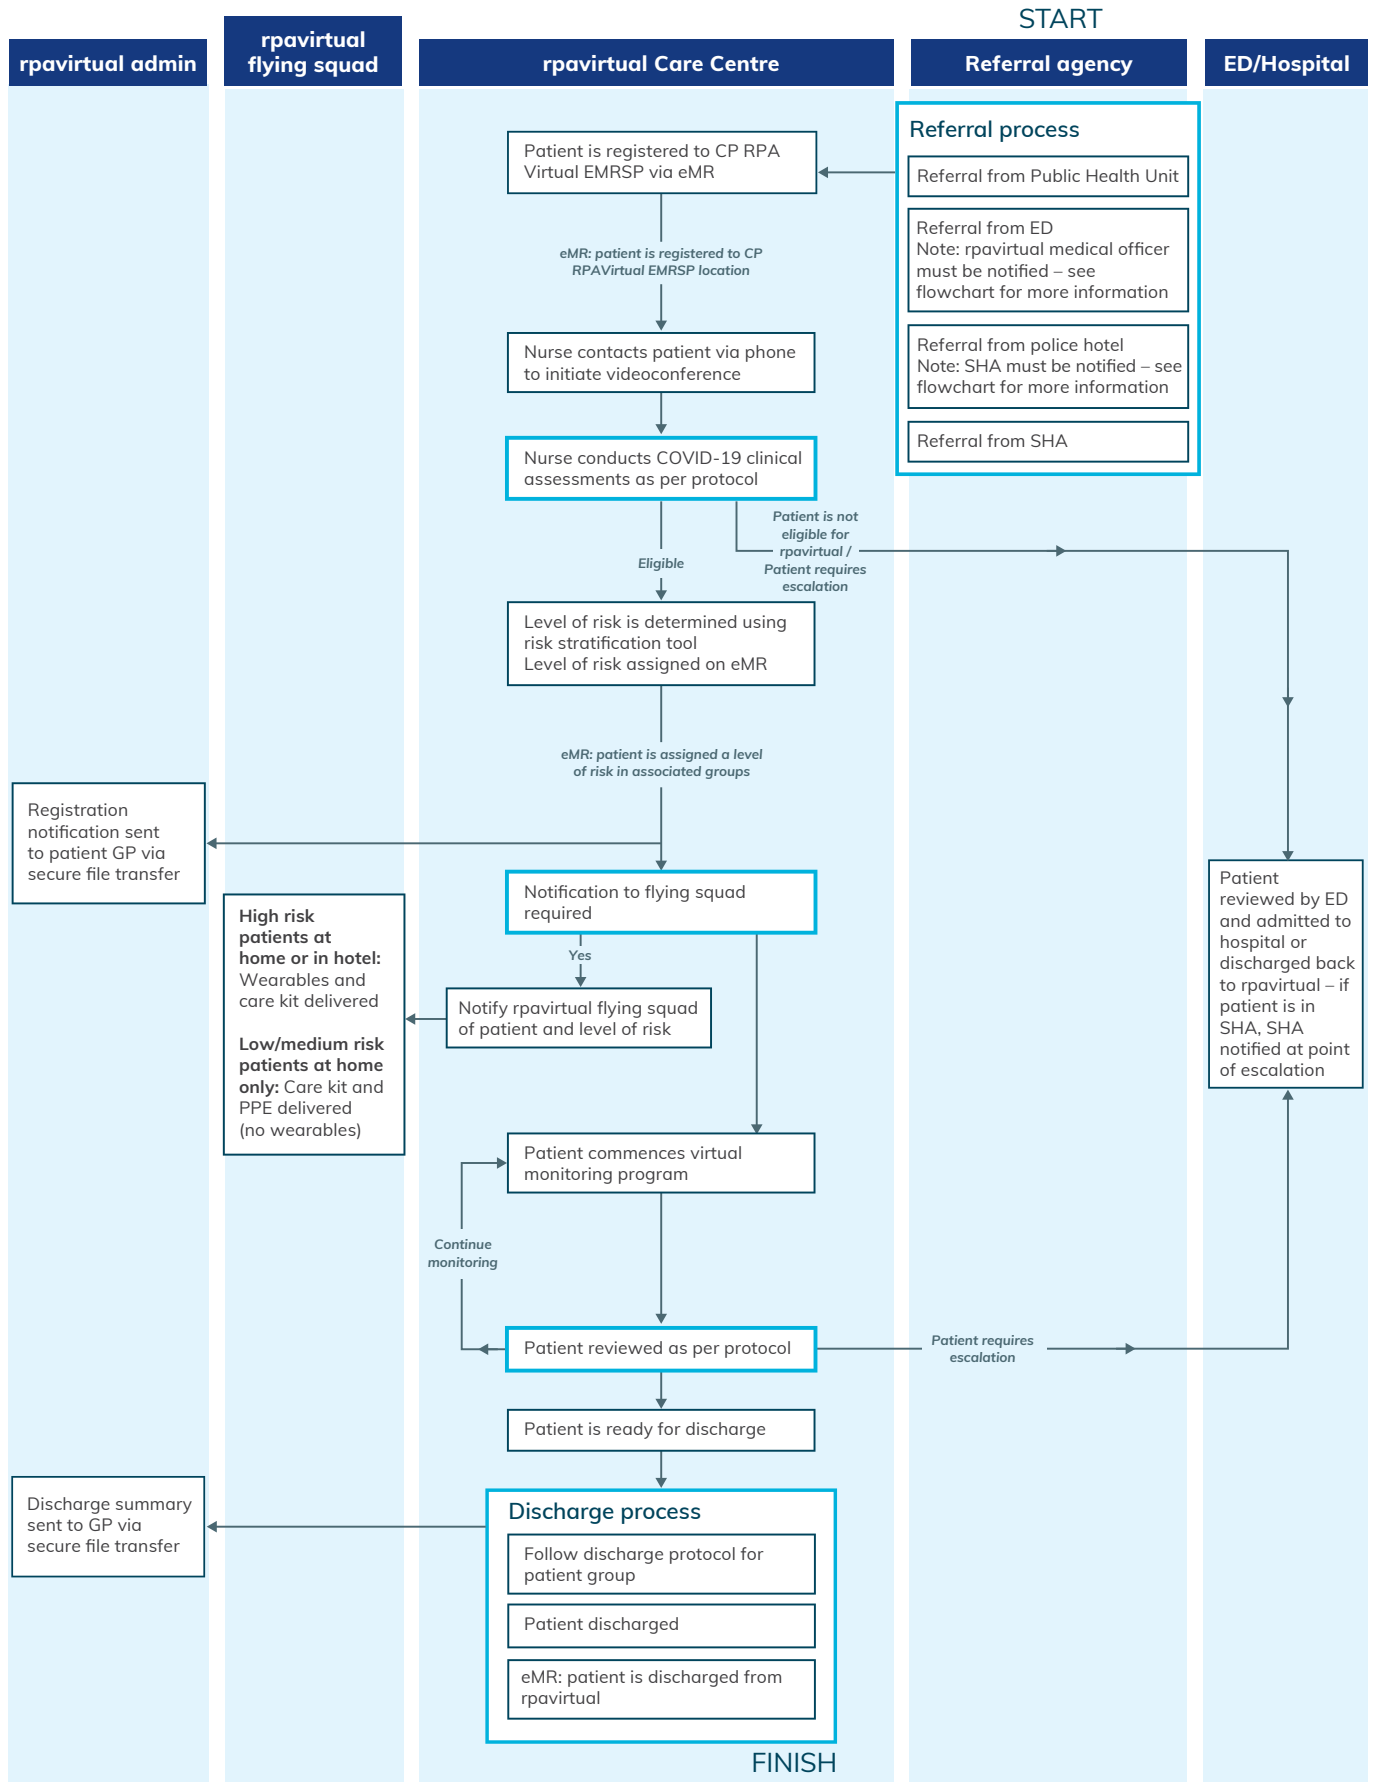 START
rpavirtual admin
rpavirtual
flying squad
rpavirtual Care Centre
Referral agency
ED/Hospital
Referral process
Referral from Public Health Unit
Referral from ED
Note: rpavirtual medical officer
must be notified – see
flowchart for more information
Referral from police hotel
Note: SHA must be notified – see
flowchart for more information
Referral from SHA
Patient is registered to CP RPA
Virtual EMRSP via eMR
eMR: patient is registered to CP
RPAVirtual EMRSP location
Nurse contacts patient via phone
to initiate videoconference
Nurse conducts COVID-19 clinical
assessments as per protocol
Patient is not
eligible for
rpavirtual /
Patient requires
escalation
Eligible
Level of risk is determined using
risk stratification tool
Level of risk assigned on eMR
eMR: patient is assigned a level
of risk in associated groups
Registration
notification sent
to patient GP via
secure file transfer
Notification to flying squad
required
Yes
Notify rpavirtual flying squad
of patient and level of risk
High risk
patients at
home or in hotel:
Wearables and
care kit delivered
Low/medium risk
patients at home
only: Care kit and
PPE delivered
(no wearables)
Patient
reviewed by ED
and admitted to
hospital or
discharged back
to rpavirtual – if
patient is in
SHA, SHA
notified at point
of escalation
Patient commences virtual
monitoring program
Continue
monitoring
Patient reviewed as per protocol
Patient requires
escalation
Patient is ready for discharge
Discharge summary
sent to GP via
secure file transfer
Discharge process
Follow discharge protocol for
patient group
Patient discharged
eMR: patient is discharged from
rpavirtual
FINISH